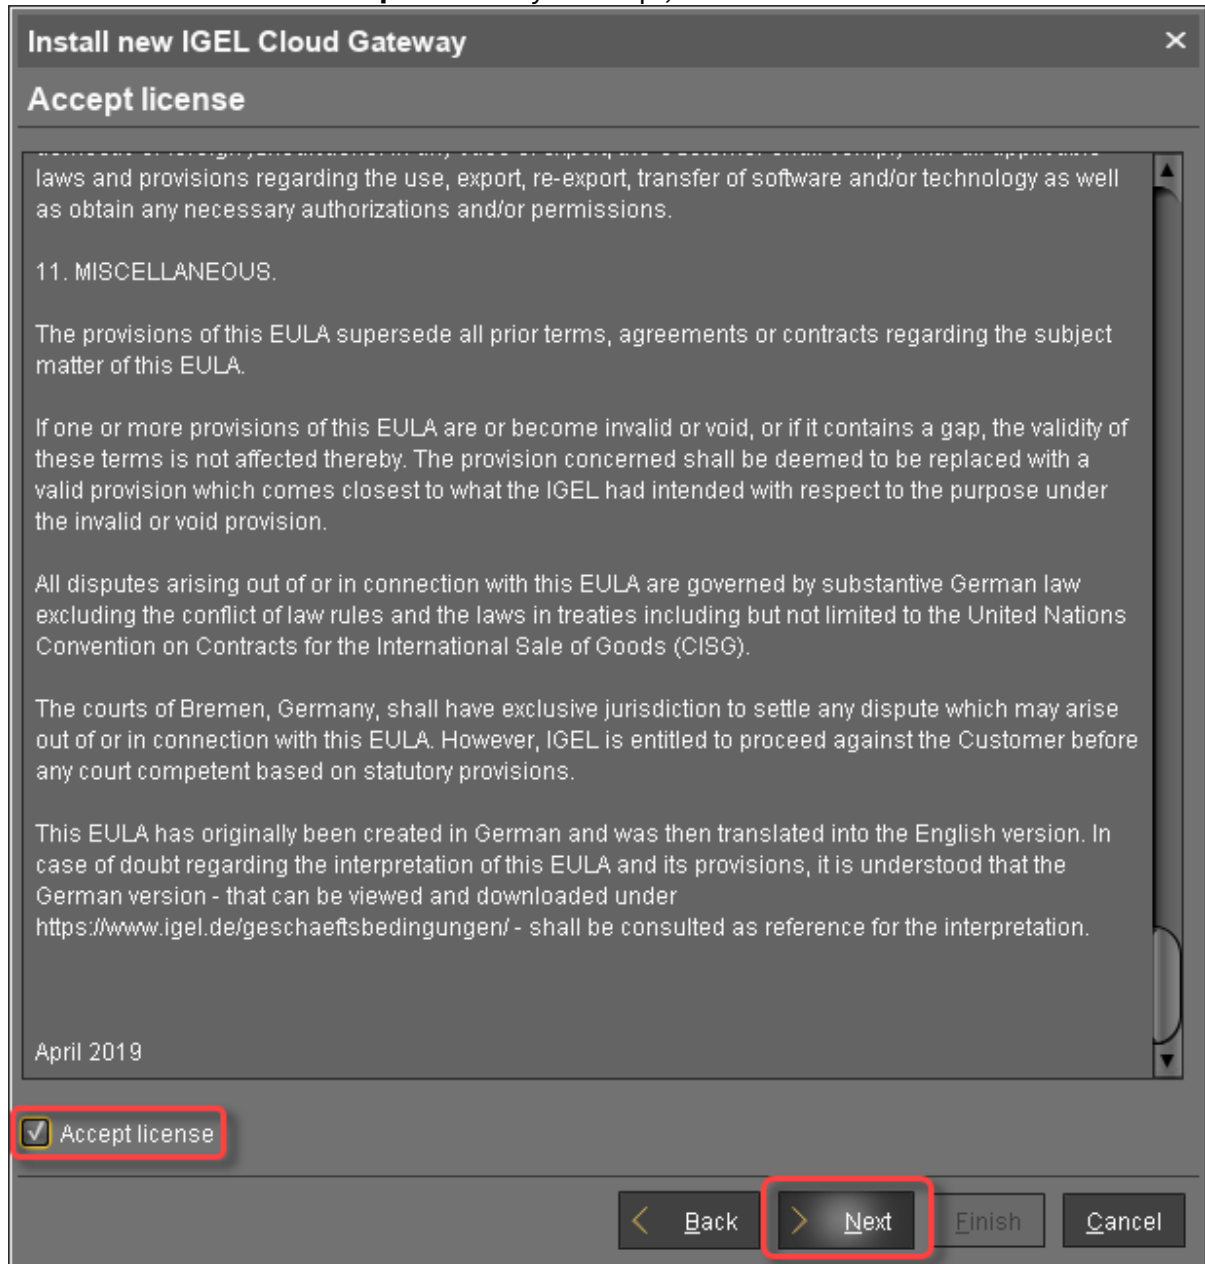 Install new IGEL Cloud Gateway
Accept license
laws and provisions regarding the use, export, re-export, transfer of software and/or technology as well
as obtain any necessary authorizations and/or permissions.
11. MISCELLANEOUS.
The provisions of this EULA supersede all prior terms, agreements or contracts regarding the subject
matter of this EULA.
If one or more provisions of this EULA are or become invalid or void, or if it contains a gap, the validity of
these terms is not affected thereby. The provision concerned shall be deemed to be replaced with a
valid provision which comes closest to what the IGEL had intended with respect to the purpose under
the invalid or void provision.
All disputes arising out of or in connection with this EULA are governed by substantive German law
excluding the conflict of law rules and the laws in treaties including but not limited to the United Nations
Convention on Contracts for the International Sale of Goods (CISG).
The courts of Bremen, Germany, shall have exclusive jurisdiction to settle any dispute which may arise
out of or in connection with this EULA. However, IGEL is entitled to proceed against the Customer before
any court competent based on statutory provisions.
This EULA has originally been created in German and was then translated into the English version. In
case of doubt regarding the interpretation of this EULA and its provisions, it is understood that the
German version - that can be viewed and downloaded under
https://www.igel.de/geschaeftsbedingungen/ - shall be consulted as reference for the interpretation.
April 2019
Accept license
Back Next Finish Cancel